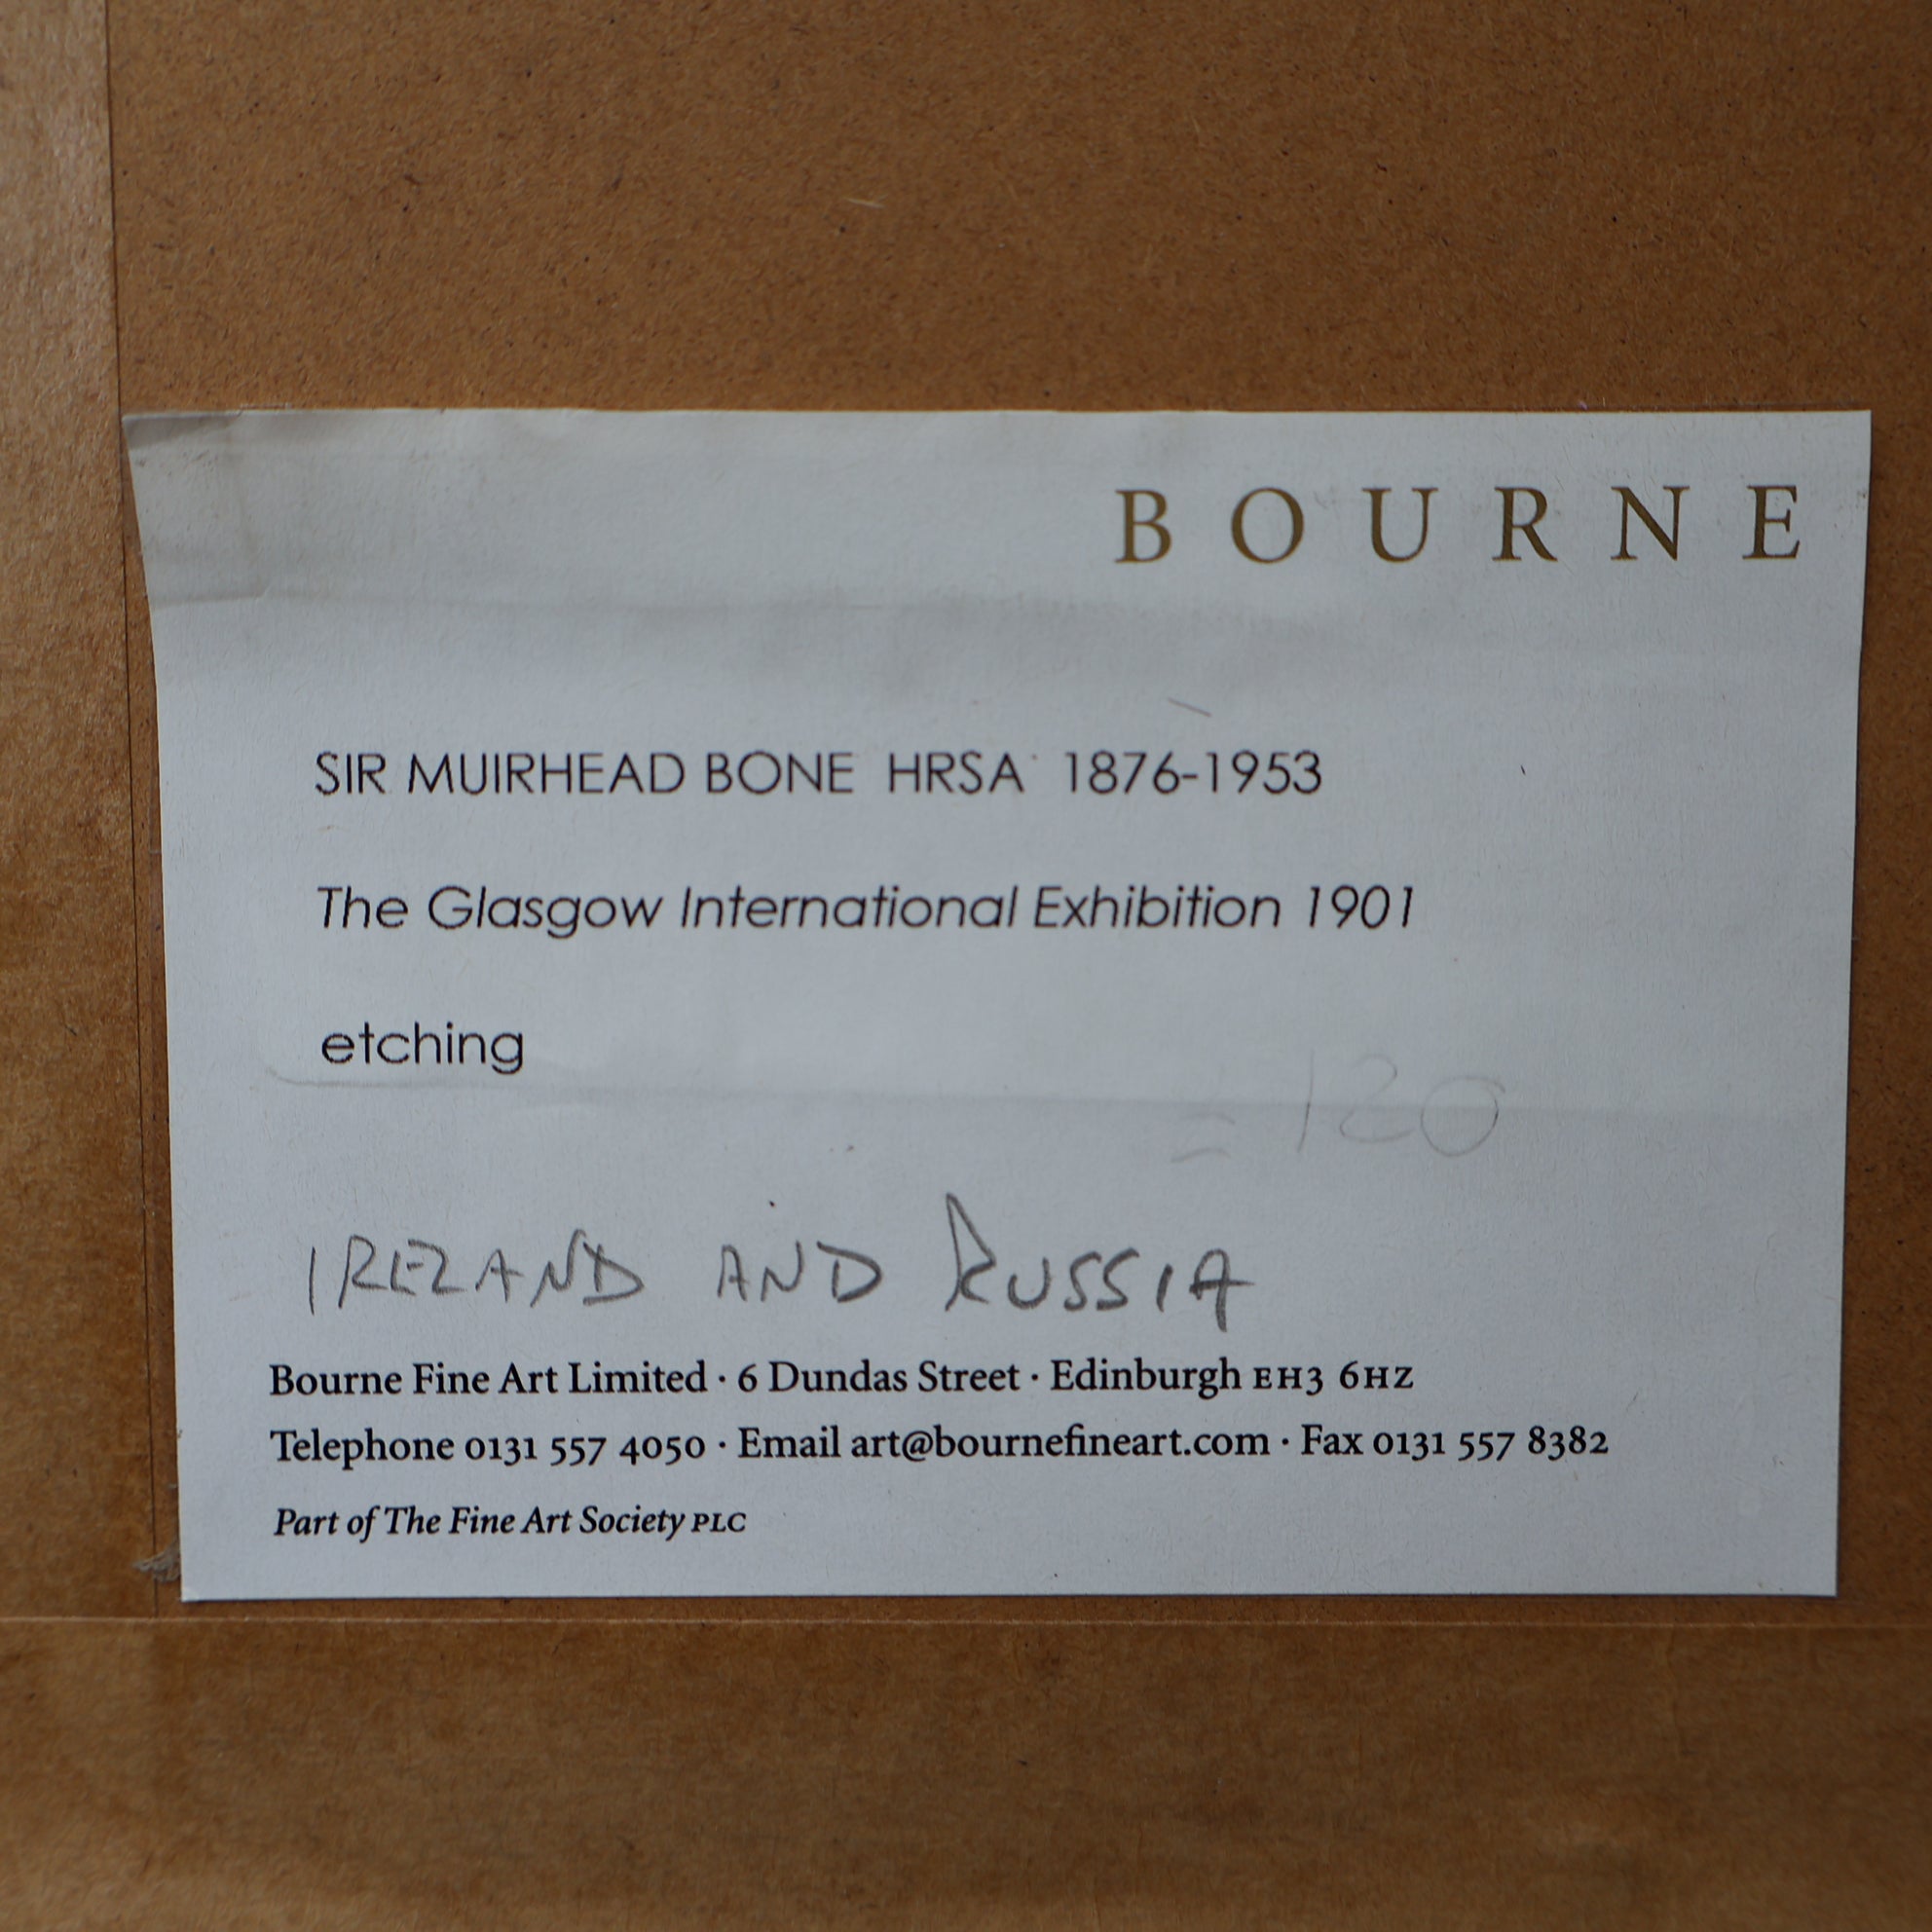 BOURNE
SIR MUIRHEAD BONE HRSA 1876-1953
The Glasgow International Exhibition 1901
etching
= 120
IRELAND AND RUSSIA
Bourne Fine Art Limited · 6 Dundas Street · Edinburgh EH3 6HZ
Telephone 0131 557 4050 · Email art@bournefineart.com · Fax 0131 557 8382
Part of The Fine Art Society PLC